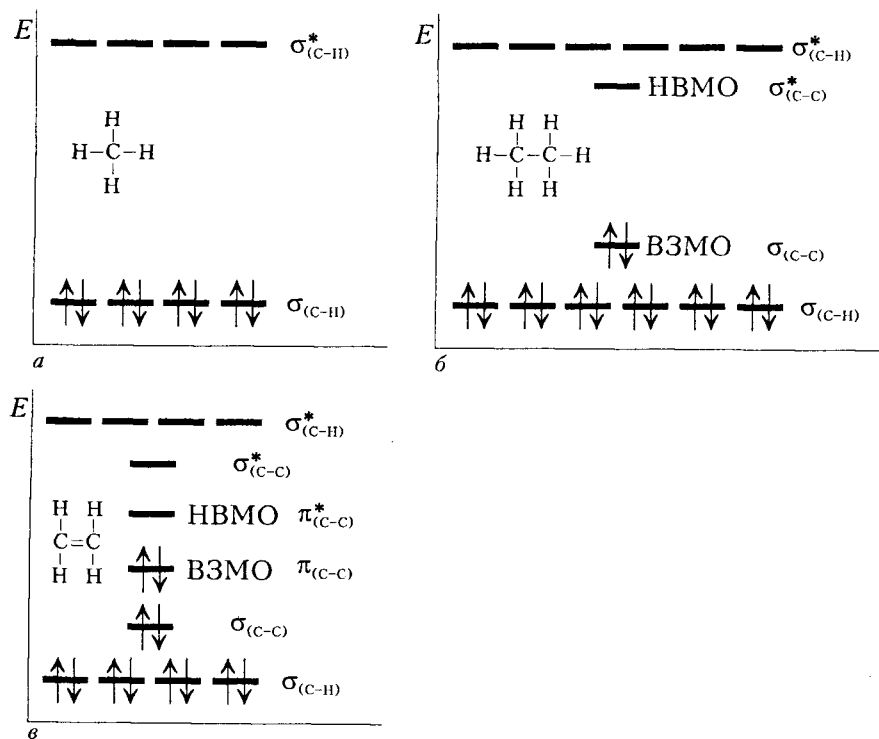 E
σ*(C–H)
H
H–C–H
H
σ(C–H)
а
E
σ*(C–H)
НВМО σ*(C–C)
H H
H–C–C–H
H H
ВЗМО σ(C–C)
σ(C–H)
б
E
σ*(C–H)
σ*(C–C)
НВМО π*(C–C)
H H
C=C
H H
ВЗМО π(C–C)
σ(C–C)
σ(C–H)
в